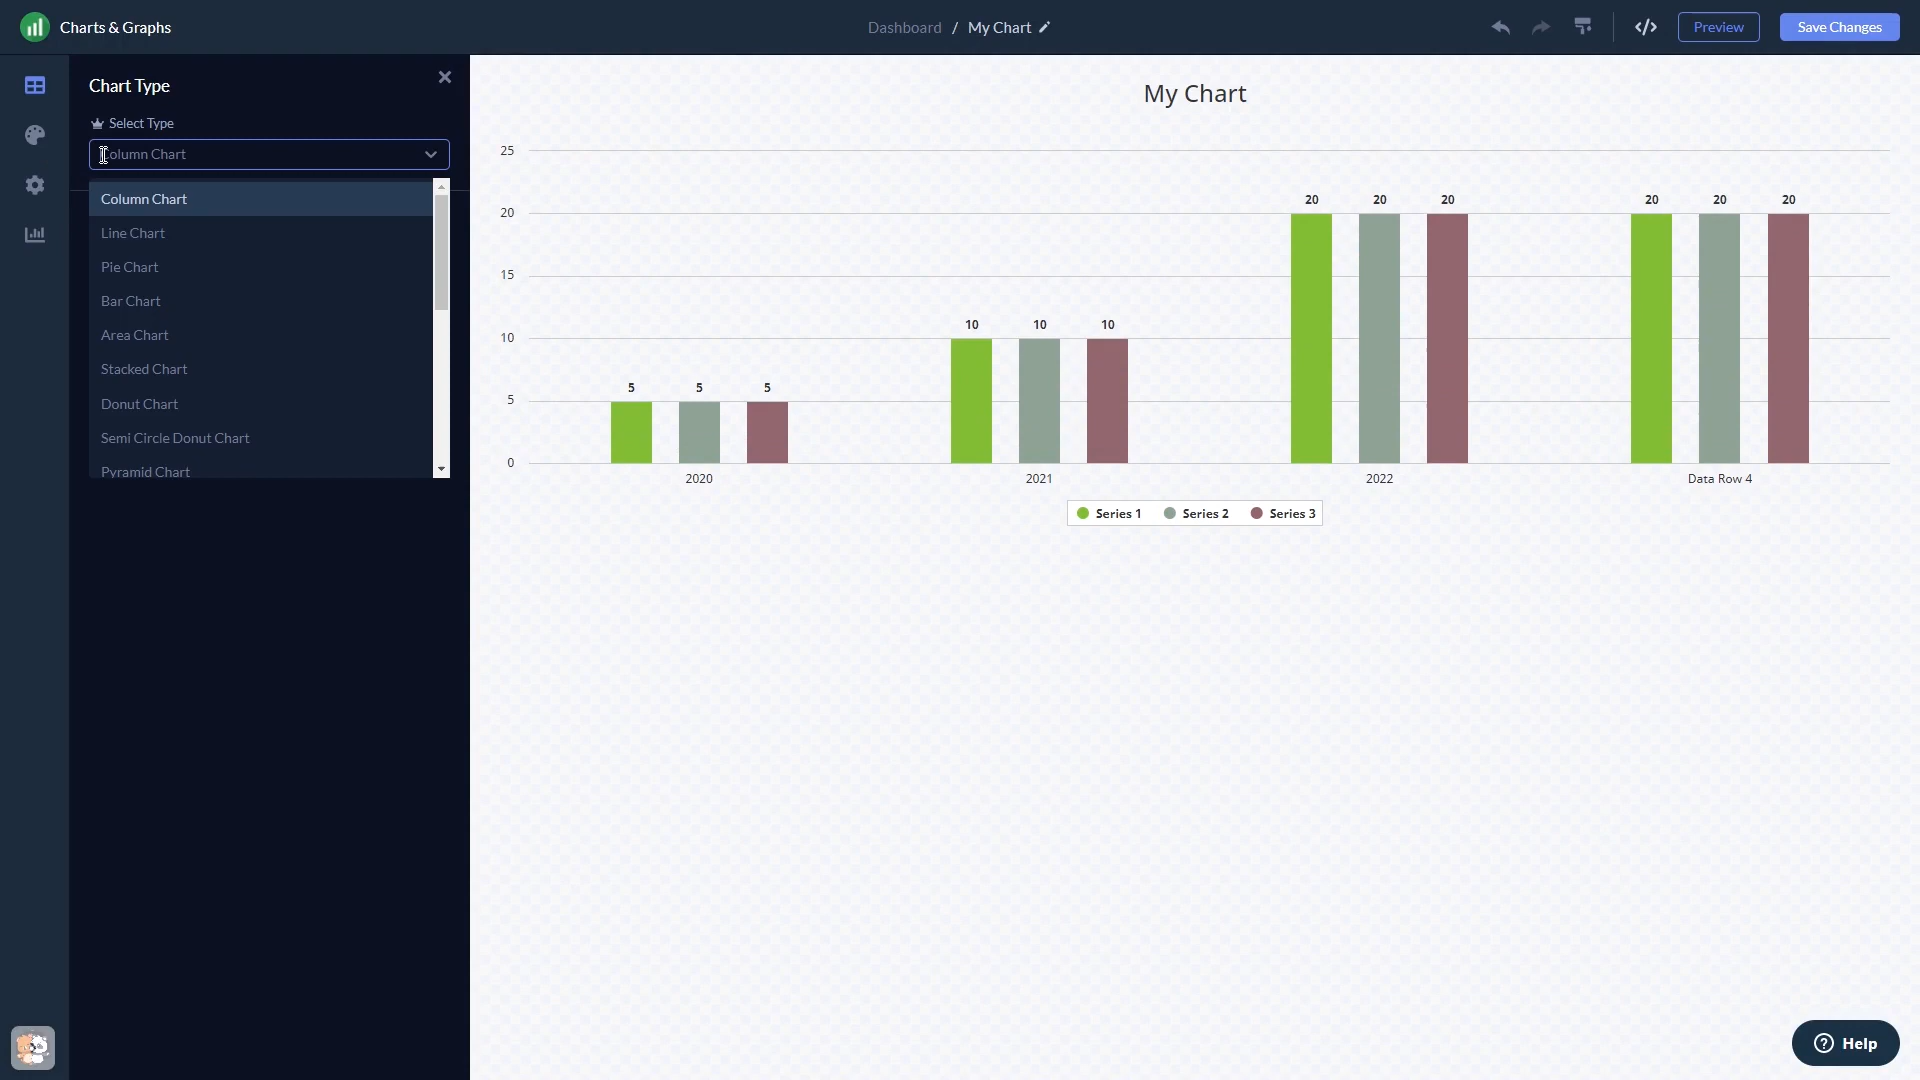 Charts & Graphs
Dashboard / My Chart
</>
Preview
Save Changes
Chart Type
Select Type
Column Chart
Column Chart
Line Chart
Pie Chart
Bar Chart
Area Chart
Stacked Chart
Donut Chart
Semi Circle Donut Chart
Pyramid Chart
My Chart
25
20
15
10
5
0
5 5 5
10 10 10
20 20 20
20 20 20
2020 2021 2022 Data Row 4
Series 1 Series 2 Series 3
? Help